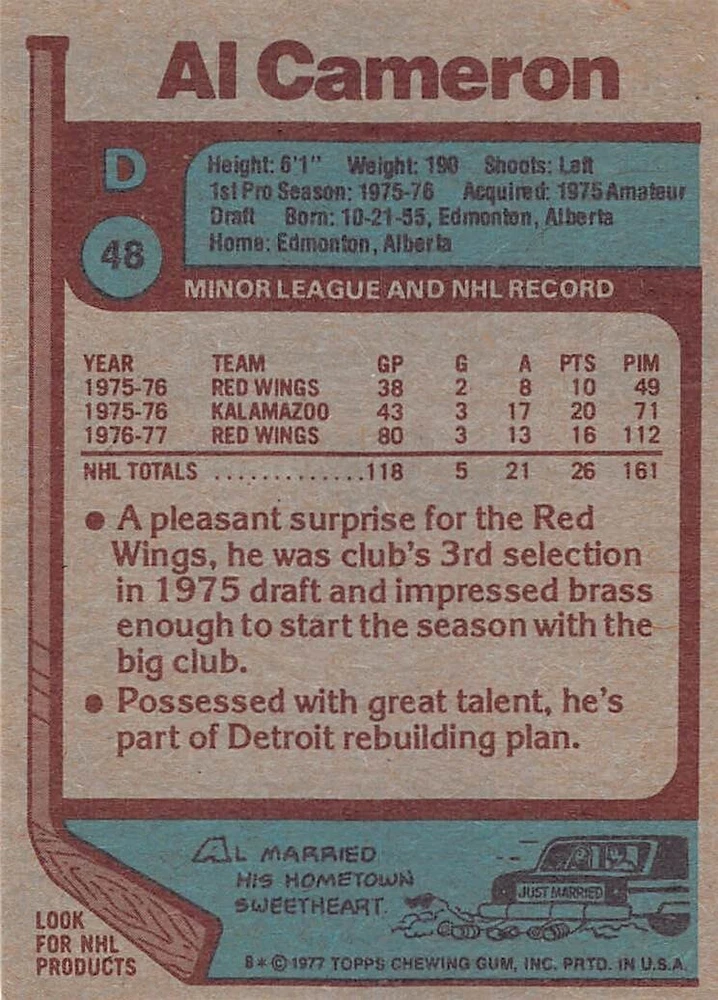 Al Cameron
D
48
Height: 6'1" Weight: 190 Shoots: Left
1st Pro Season: 1975-76 Acquired: 1975 Amateur
Draft Born: 10-21-55, Edmonton, Alberta
Home: Edmonton, Alberta
MINOR LEAGUE AND NHL RECORD
YEAR TEAM GP G A PTS PIM
1975-76 RED WINGS 38 2 8 10 49
1975-76 KALAMAZOO 43 3 17 20 71
1976-77 RED WINGS 80 3 13 16 112
NHL TOTALS .............118 5 21 26 161
● A pleasant surprise for the Red
Wings, he was club's 3rd selection
in 1975 draft and impressed brass
enough to start the season with the
big club.
● Possessed with great talent, he's
part of Detroit rebuilding plan.
AL MARRIED
HIS HOMETOWN
SWEETHEART.
JUST MARRIED
LOOK
FOR NHL
PRODUCTS
B*© 1977 TOPPS CHEWING GUM, INC. PRTD. IN U.S.A.